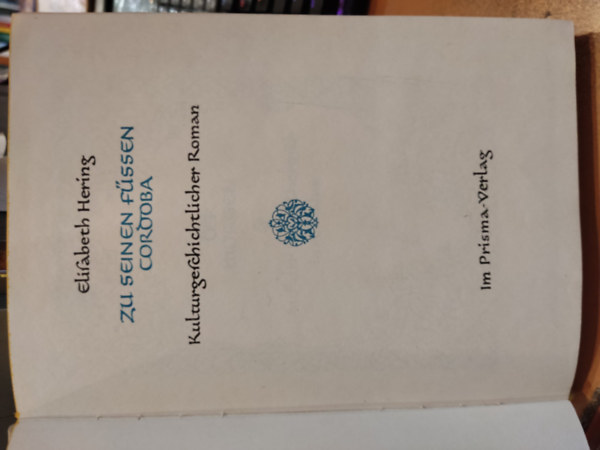 Eliſabeth Hering
ZU SEINEN FÜSSEN
CORDOBA
Kulturgeſchichtlicher Roman
Im Prisma-Verlag